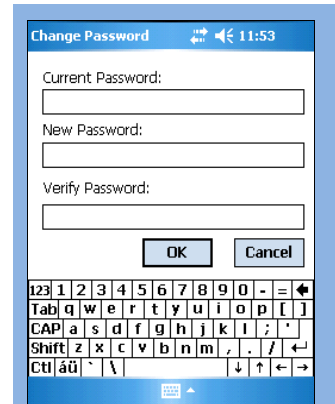 Change Password 11:53
Current Password:
New Password:
Verify Password:
OK Cancel
123 1 2 3 4 5 6 7 8 9 0 - =
Tab q w e r t y u i o p [ ]
CAP a s d f g h j k l ; '
Shift z x c v b n m , . /
Ctl áü ` \ ↓ ↑ ← →